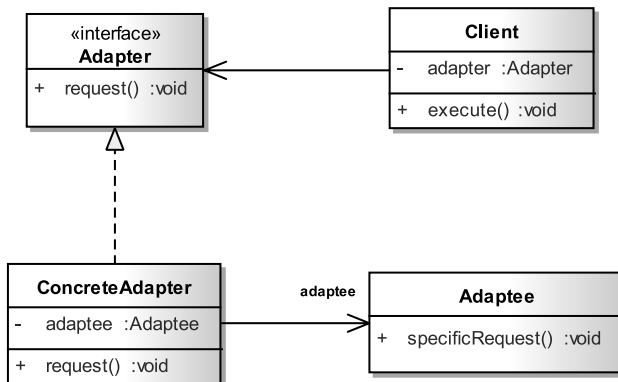 «interface»
Adapter
+ request() :void
Client
- adapter :Adapter
+ execute() :void
ConcreteAdapter
- adaptee :Adaptee
+ request() :void
adaptee
Adaptee
+ specificRequest() :void